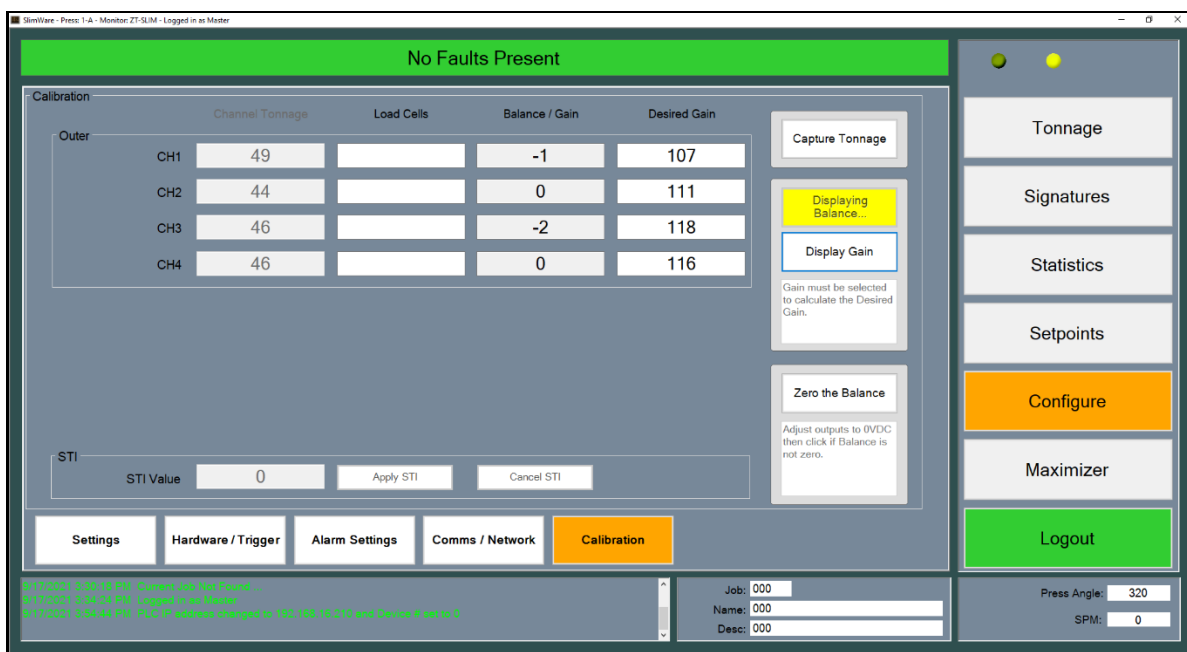 SlimWare - Press: 1-A - Monitor: ZT-SLIM - Logged in as Master
No Faults Present
Calibration
Channel Tonnage Load Cells Balance / Gain Desired Gain
Outer
CH1 49 -1 107
CH2 44 0 111
CH3 46 -2 118
CH4 46 0 116
STI
STI Value 0 Apply STI Cancel STI
Capture Tonnage
Displaying
Balance...
Display Gain
Gain must be selected
to calculate the Desired
Gain.
Zero the Balance
Adjust outputs to 0VDC
then click if Balance is
not zero.
Settings Hardware / Trigger Alarm Settings Comms / Network Calibration
Tonnage
Signatures
Statistics
Setpoints
Configure
Maximizer
Logout
PM Current Job Not Found
PM Logged in as Master
PM PLC IP address changed to and Device # set to 0
Job: 000
Name: 000
Desc: 000
Press Angle: 320
SPM: 0